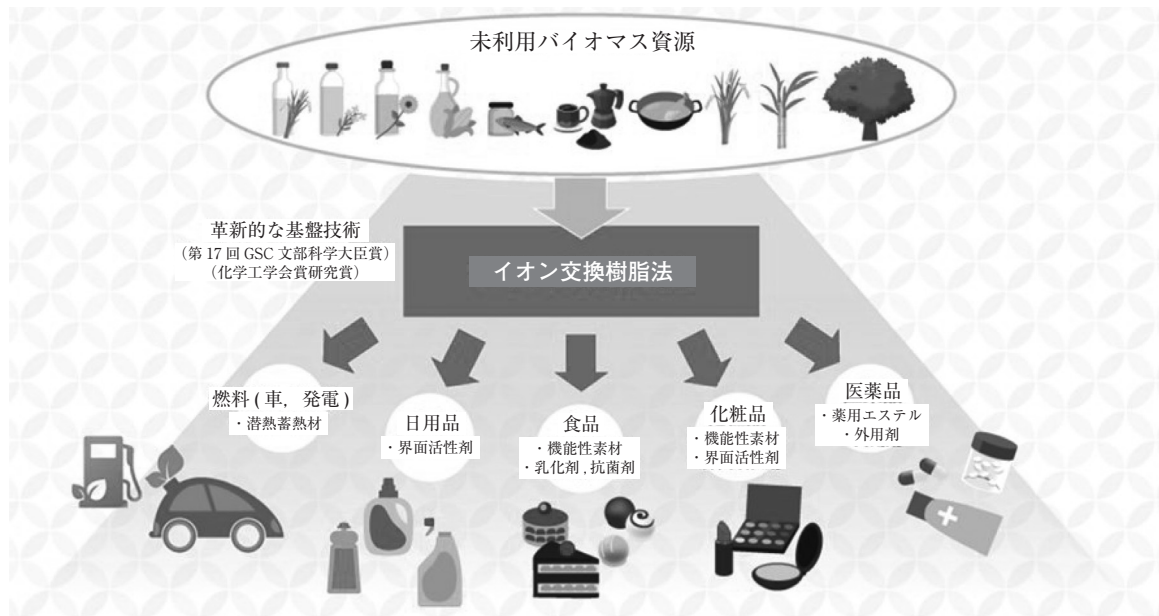 未利用バイオマス資源
革新的な基盤技術
（第 17 回 GSC 文部科学大臣賞）
（化学工学会賞研究賞）
イオン交換樹脂法
燃料 ( 車， 発電 )
・潜熱蓄熱材
日用品
・界面活性剤
食品
・機能性素材
・乳化剤 , 抗菌剤
化粧品
・機能性素材
・界面活性剤
医薬品
・薬用エステル
・外用剤